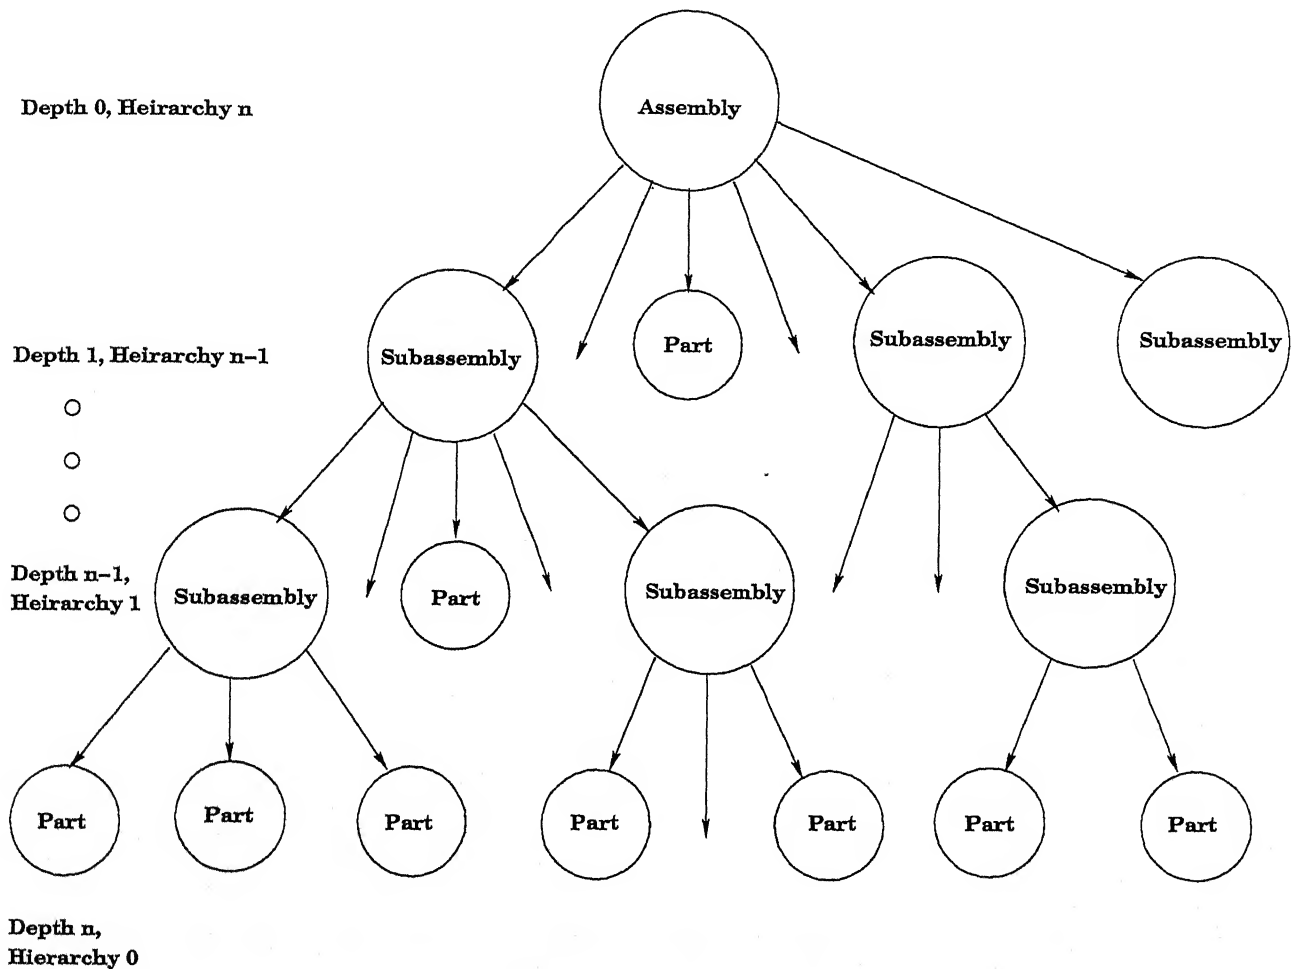 Assembly
Depth 0, Heirarchy n
Subassembly
Subassembly
Part
Subassembly
Depth 1, Heirarchy n-1
Depth n-1,
Heirarchy 1
Subassembly
Part
Subassembly
Subassembly
Part
Part
Part
Part
Part
Part
Part
Depth n,
Hierarchy 0